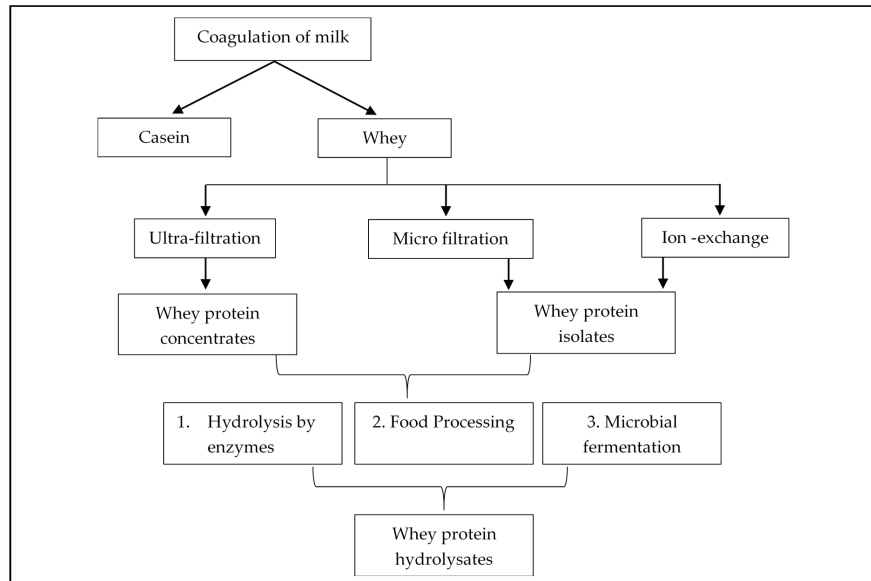 Coagulation of milk
Casein
Whey
Ultra-filtration
Micro filtration
Ion -exchange
Whey protein
concentrates
Whey protein
isolates
1. Hydrolysis by
enzymes
2. Food Processing
3. Microbial
fermentation
Whey protein
hydrolysates